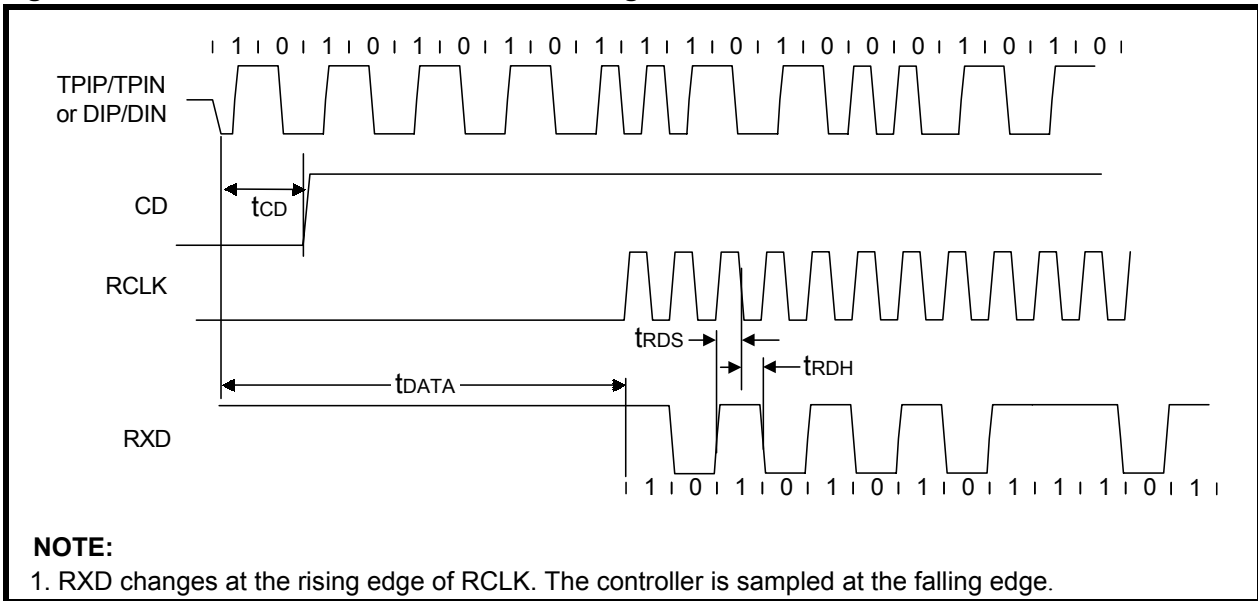 1 0 1 0 1 0 1 0 1 1 1 0 1 0 0 0 1 0 1 0
TPIP/TPIN
or DIP/DIN
CD
tCD
RCLK
tRDS
tRDH
tDATA
RXD
1 0 1 0 1 0 1 0 1 1 1 0 1
NOTE:
1. RXD changes at the rising edge of RCLK. The controller is sampled at the falling edge.